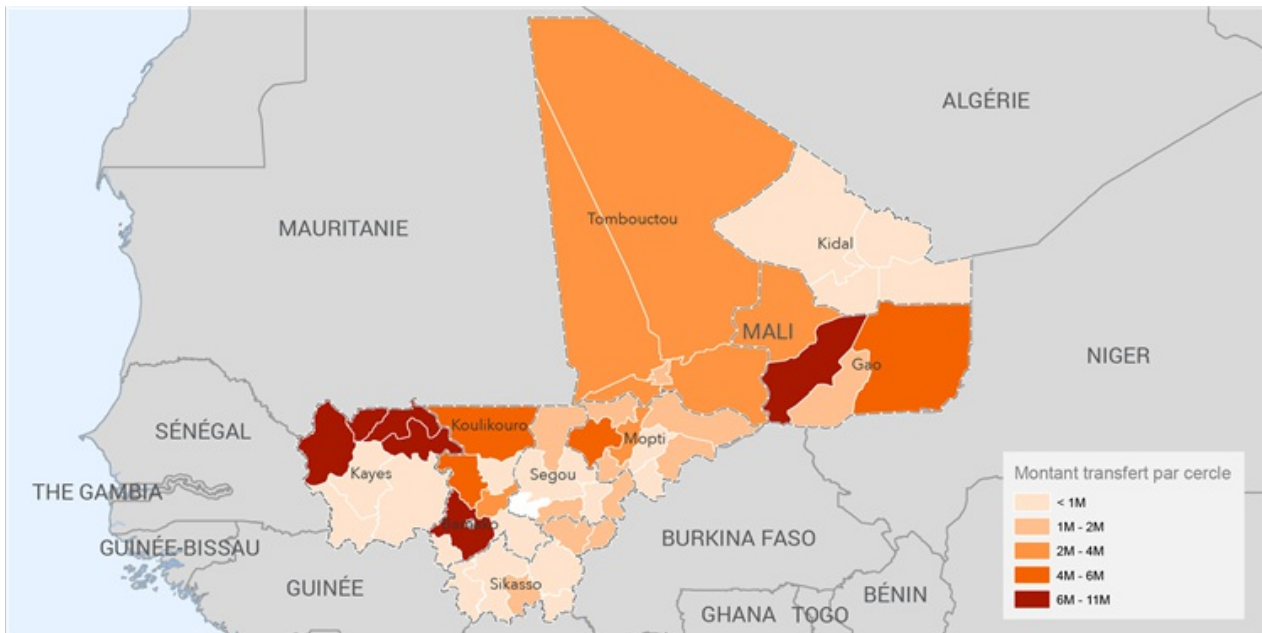 ALGÉRIE
MAURITANIE
Tombouctou
Kidal
MALI
NIGER
Gao
SÉNÉGAL
Koulikouro
Mopti
Kayes
Segou
THE GAMBIA
Bamako
BURKINA FASO
GUINÉE-BISSAU
GUINÉE
Sikasso
BÉNIN
GHANA
TOGO
Montant transfert par cercle
< 1M
1M - 2M
2M - 4M
4M - 6M
6M - 11M